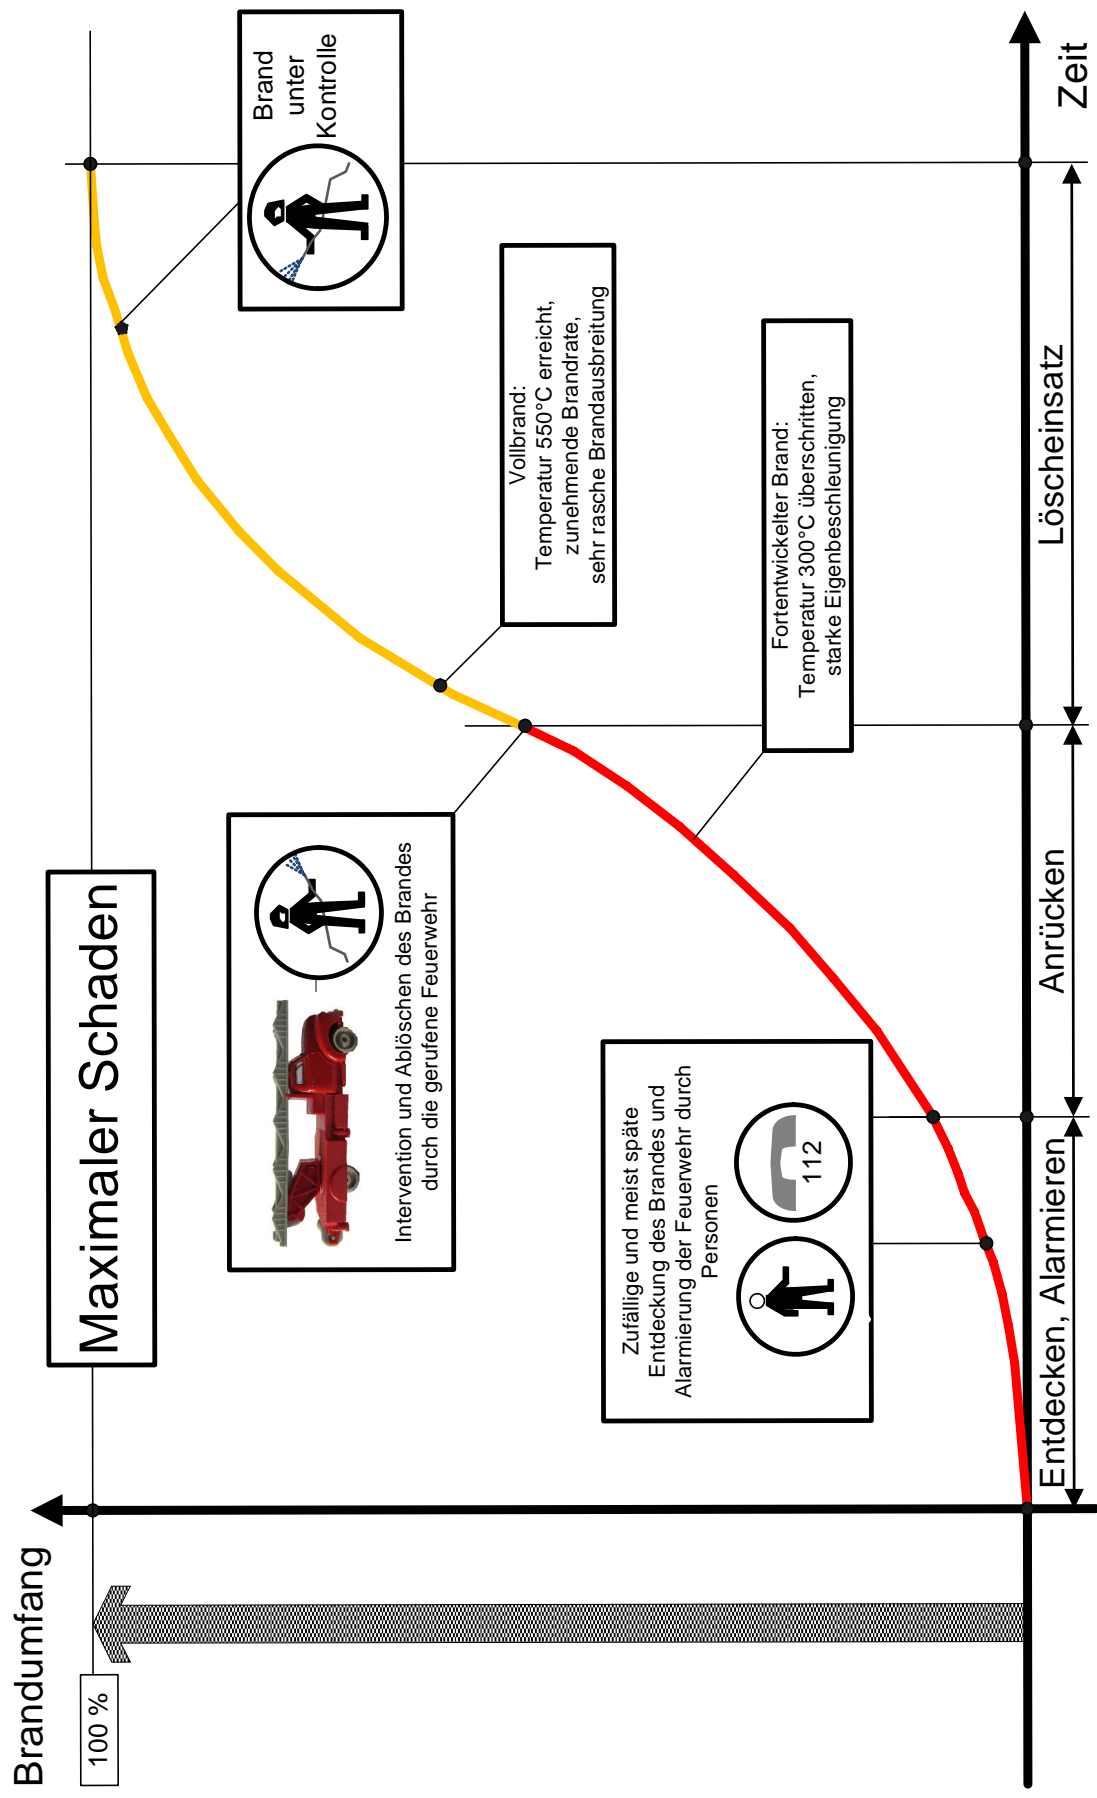 Brandumfang
100 %
Maximaler Schaden
Brand
unter
Kontrolle
Intervention und Ablöschen des Brandes
durch die gerufene Feuerwehr
Vollbrand:
Temperatur 550°C erreicht,
zunehmende Brandrate,
sehr rasche Brandausbreitung
Zufällige und meist späte
Entdeckung des Brandes und
Alarmierung der Feuerwehr durch
Personen
112
Fortentwickelter Brand:
Temperatur 300°C überschritten,
starke Eigenbeschleunigung
Entdecken, Alarmieren
Anrücken
Löscheinsatz
Zeit